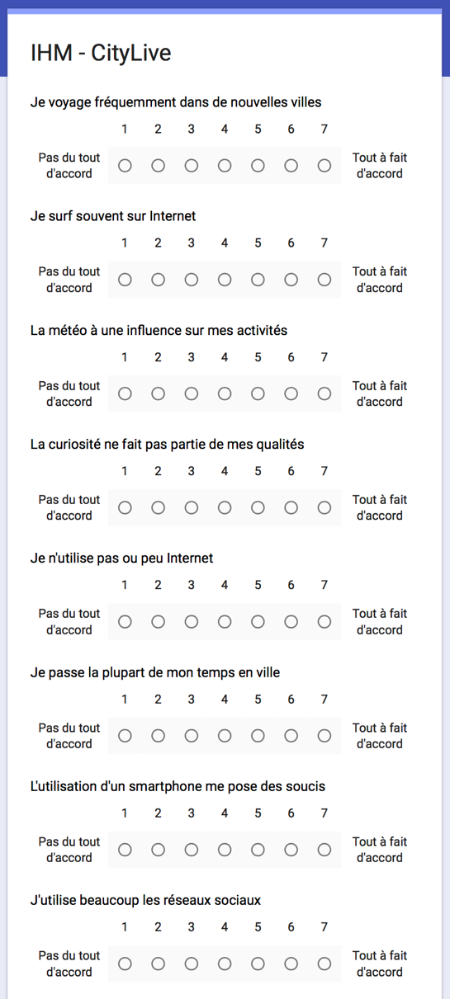 IHM - CityLive
Je voyage fréquemment dans de nouvelles villes
1 2 3 4 5 6 7
Pas du tout d'accord
Tout à fait d'accord
Je surf souvent sur Internet
1 2 3 4 5 6 7
Pas du tout d'accord
Tout à fait d'accord
La météo à une influence sur mes activités
1 2 3 4 5 6 7
Pas du tout d'accord
Tout à fait d'accord
La curiosité ne fait pas partie de mes qualités
1 2 3 4 5 6 7
Pas du tout d'accord
Tout à fait d'accord
Je n'utilise pas ou peu Internet
1 2 3 4 5 6 7
Pas du tout d'accord
Tout à fait d'accord
Je passe la plupart de mon temps en ville
1 2 3 4 5 6 7
Pas du tout d'accord
Tout à fait d'accord
L'utilisation d'un smartphone me pose des soucis
1 2 3 4 5 6 7
Pas du tout d'accord
Tout à fait d'accord
J'utilise beaucoup les réseaux sociaux
1 2 3 4 5 6 7
Pas du tout d'accord
Tout à fait d'accord